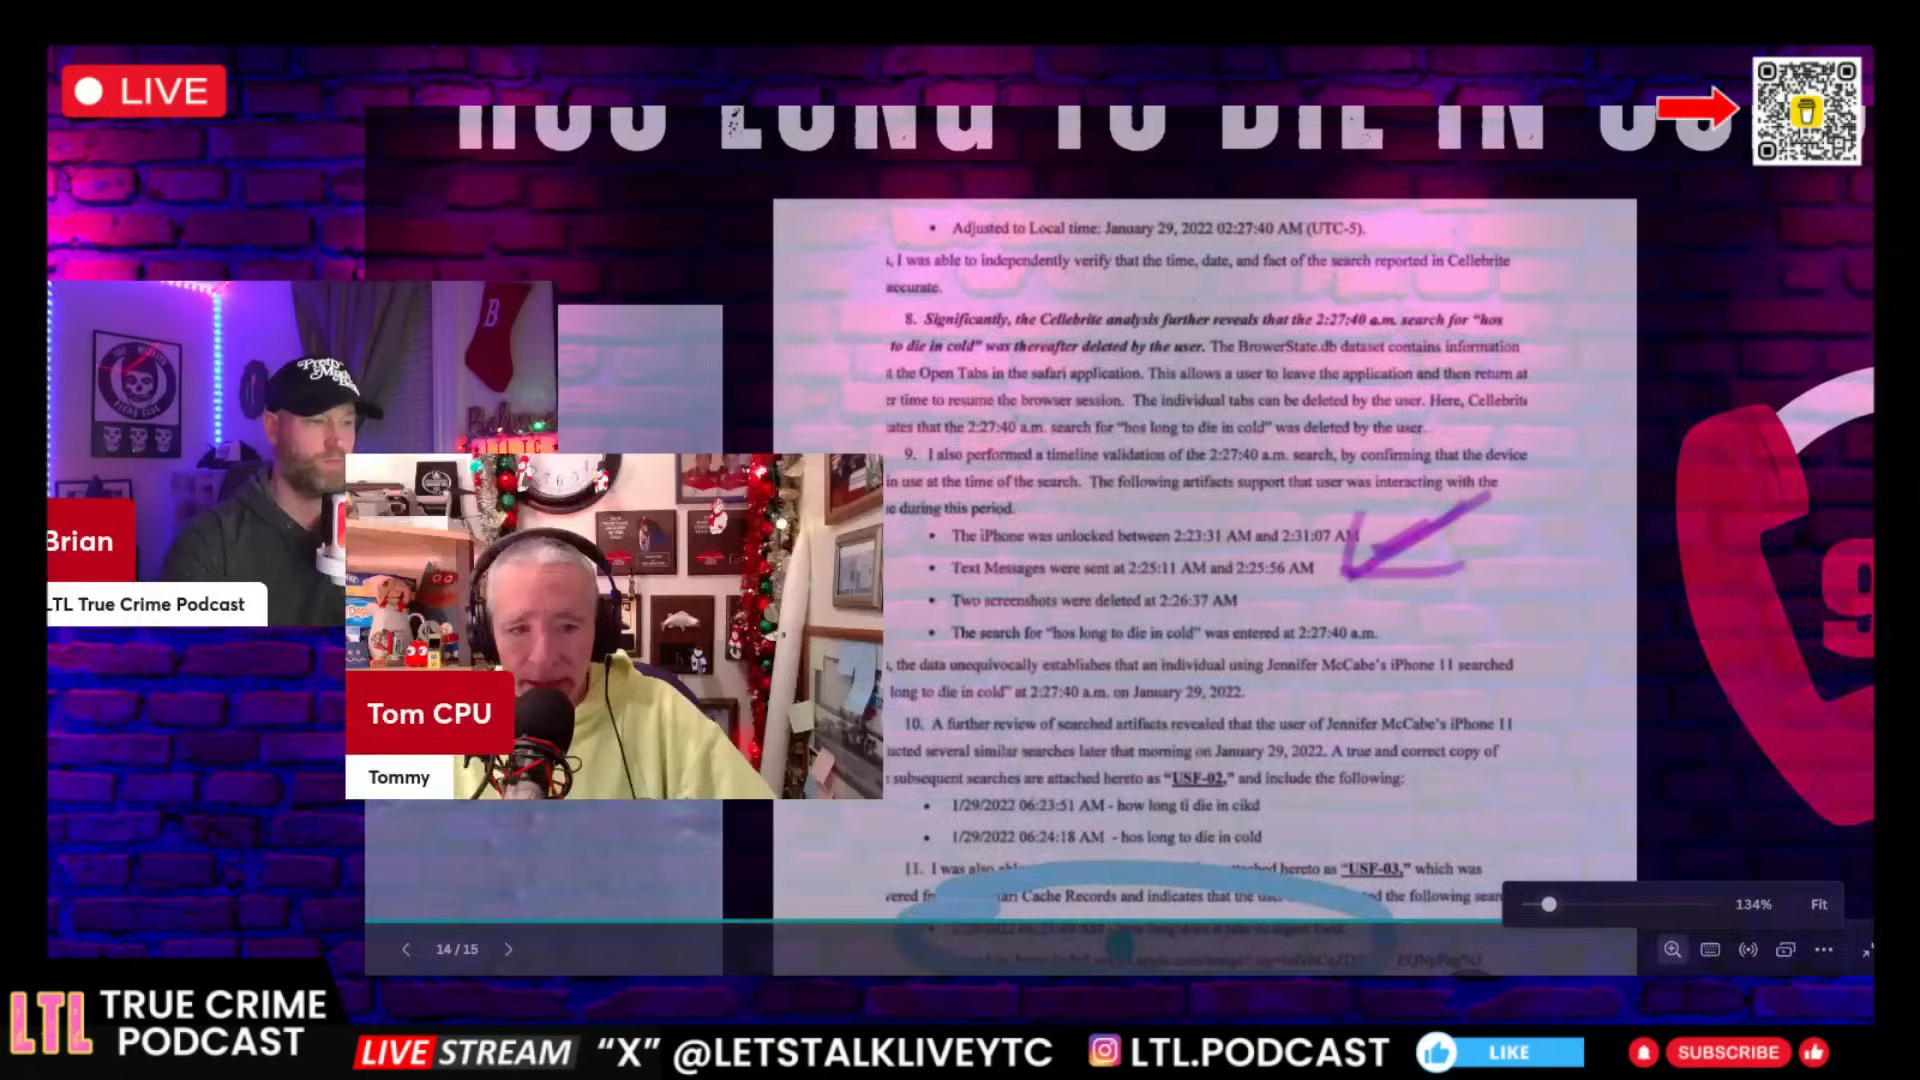 LIVE
HOS LONG TO DIE IN
• Adjusted to Local time: January 29, 2022 02:27:40 AM (UTC-5).
, I was able to independently verify that the time, date, and fact of the search reported in Cellebrite
accurate.
8. Significantly, the Cellebrite analysis further reveals that the 2:27:40 a.m. search for "hos
to die in cold" was thereafter deleted by the user. The BrowerState.db dataset contains information
the Open Tabs in the safari application. This allows a user to leave the application and then return at
er time to resume the browser session. The individual tabs can be deleted by the user. Here, Cellebrite
ates that the 2:27:40 a.m. search for "hos long to die in cold" was deleted by the user.
9. I also performed a timeline validation of the 2:27:40 a.m. search, by confirming that the device
in use at the time of the search. The following artifacts support that user was interacting with the
e during this period.
• The iPhone was unlocked between 2:23:31 AM and 2:31:07 AM
• Text Messages were sent at 2:25:11 AM and 2:25:56 AM
• Two screenshots were deleted at 2:26:37 AM
• The search for "hos long to die in cold" was entered at 2:27:40 a.m.
, the data unequivocally establishes that an individual using Jennifer McCabe's iPhone 11 searched
long to die in cold" at 2:27:40 a.m. on January 29, 2022.
10. A further review of searched artifacts revealed that the user of Jennifer McCabe's iPhone 11
ucted several similar searches later that morning on January 29, 2022. A true and correct copy of
subsequent searches are attached hereto as "USF-02," and include the following:
• 1/29/2022 06:23:51 AM - how long ti die in cikd
• 1/29/2022 06:24:18 AM - hos long to die in cold
11. I was also hereto as "USF-03," which was
vered Cache Records and indicates that the the following sear
B
Brian
LTL True Crime Podcast
Tom CPU
Tommy
9
134% Fit
14 / 15
LTL TRUE CRIME
PODCAST
LIVE STREAM "X" @LETSTALKLIVEYTC LTL.PODCAST LIKE SUBSCRIBE